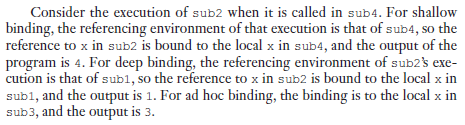 Consider the execution of sub2 when it is called in sub4. For shallow
binding, the referencing environment of that execution is that of sub4, so the
reference to x in sub2 is bound to the local x in sub4, and the output of the
program is 4. For deep binding, the referencing environment of sub2's exe-
cution is that of sub1, so the reference to x in sub2 is bound to the local x in
sub1, and the output is 1. For ad hoc binding, the binding is to the local x in
sub3, and the output is 3.